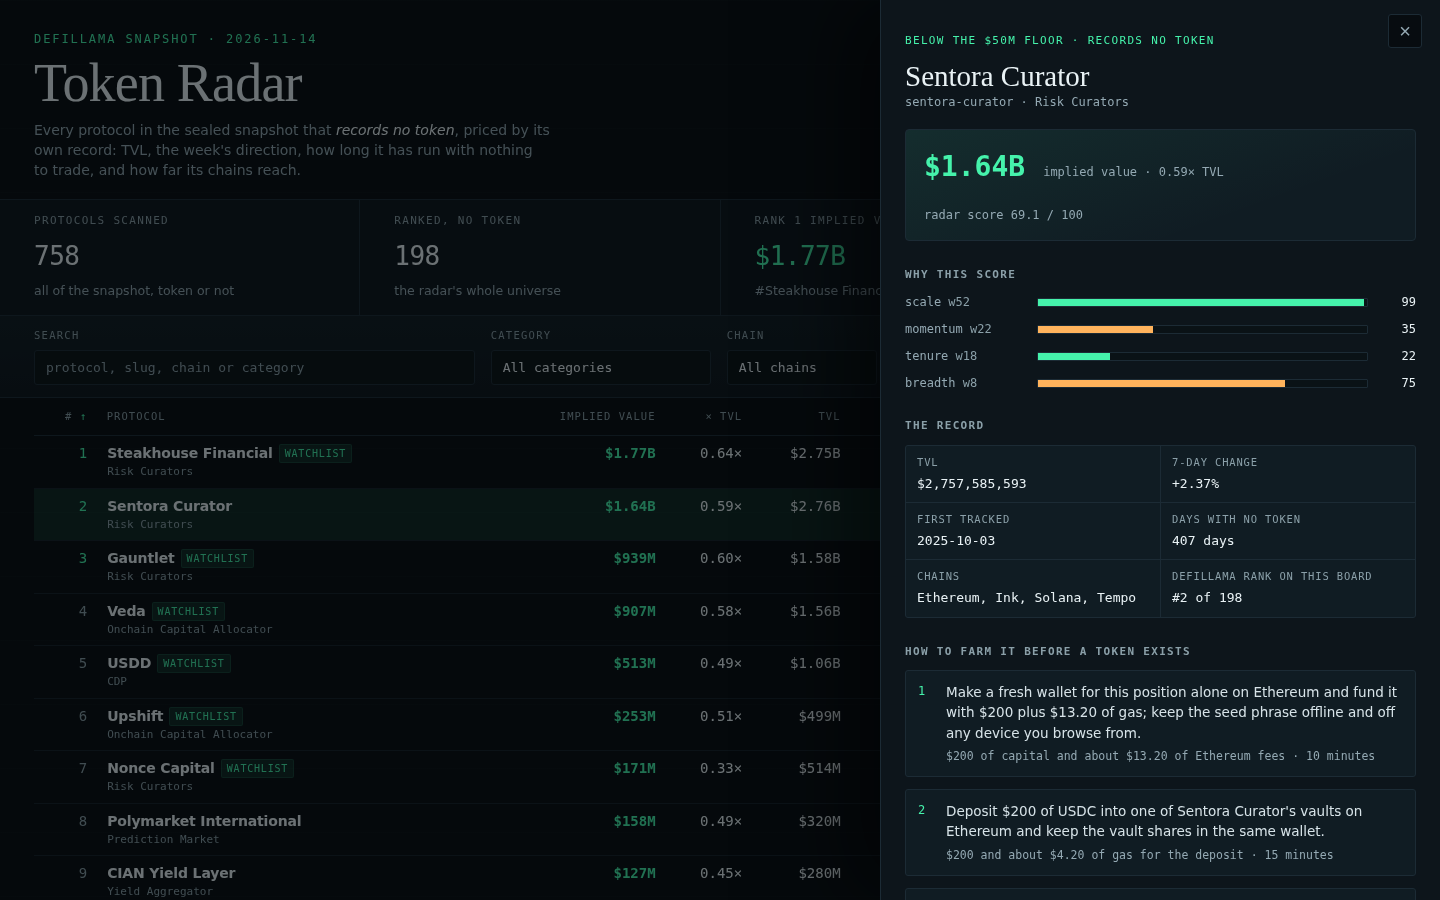 DEFILLAMA SNAPSHOT · 2026-11-14
Token Radar
Every protocol in the sealed snapshot that records no token, priced by its
own record: TVL, the week's direction, how long it has run with nothing
to trade, and how far its chains reach.
PROTOCOLS SCANNED
758
all of the snapshot, token or not
RANKED, NO TOKEN
198
the radar's whole universe
RANK 1 IMPLIED V
$1.77B
#Steakhouse Financ
SEARCH
protocol, slug, chain or category
CATEGORY
All categories
CHAIN
All chains
# ↑ PROTOCOL IMPLIED VALUE × TVL TVL
1 Steakhouse Financial WATCHLIST $1.77B 0.64× $2.75B
Risk Curators
2 Sentora Curator $1.64B 0.59× $2.76B
Risk Curators
3 Gauntlet WATCHLIST $939M 0.60× $1.58B
Risk Curators
4 Veda WATCHLIST $907M 0.58× $1.56B
Onchain Capital Allocator
5 USDD WATCHLIST $513M 0.49× $1.06B
CDP
6 Upshift WATCHLIST $253M 0.51× $499M
Onchain Capital Allocator
7 Nonce Capital WATCHLIST $171M 0.33× $514M
Risk Curators
8 Polymarket International $158M 0.49× $320M
Prediction Market
9 CIAN Yield Layer $127M 0.45× $280M
Yield Aggregator
×
BELOW THE $50M FLOOR · RECORDS NO TOKEN
Sentora Curator
sentora-curator · Risk Curators
$1.64B implied value · 0.59× TVL
radar score 69.1 / 100
WHY THIS SCORE
scale w52 99
momentum w22 35
tenure w18 22
breadth w8 75
THE RECORD
TVL
$2,757,585,593
7-DAY CHANGE
+2.37%
FIRST TRACKED
2025-10-03
DAYS WITH NO TOKEN
407 days
CHAINS
Ethereum, Ink, Solana, Tempo
DEFILLAMA RANK ON THIS BOARD
#2 of 198
HOW TO FARM IT BEFORE A TOKEN EXISTS
1 Make a fresh wallet for this position alone on Ethereum and fund it
with $200 plus $13.20 of gas; keep the seed phrase offline and off
any device you browse from.
$200 of capital and about $13.20 of Ethereum fees · 10 minutes
2 Deposit $200 of USDC into one of Sentora Curator's vaults on
Ethereum and keep the vault shares in the same wallet.
$200 and about $4.20 of gas for the deposit · 15 minutes